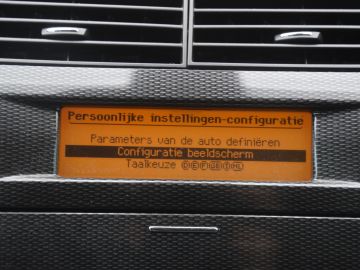 Persoonlijke instellingen-configuratie
Parameters van de auto definiëren
Configuratie beeldscherm
Taalkeuze